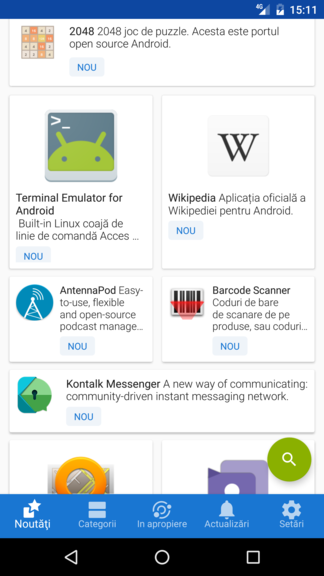 4G 15:11
2048 2048 joc de puzzle. Acesta este portul
open source Android.
NOU
Terminal Emulator for
Android
Built-in Linux coajă de
linie de comandă Acces ...
NOU
W
Wikipedia Aplicația oficială a
Wikipediei pentru Android.
NOU
AntennaPod Easy-
to-use, flexible
and open-source
podcast manage...
NOU
Barcode Scanner
Coduri de bare
de scanare de pe
produse, sau coduri...
NOU
Kontalk Messenger A new way of communicating:
community-driven instant messaging network.
NOU
Noutăți
Categorii
In apropiere
Actualizări
Setări